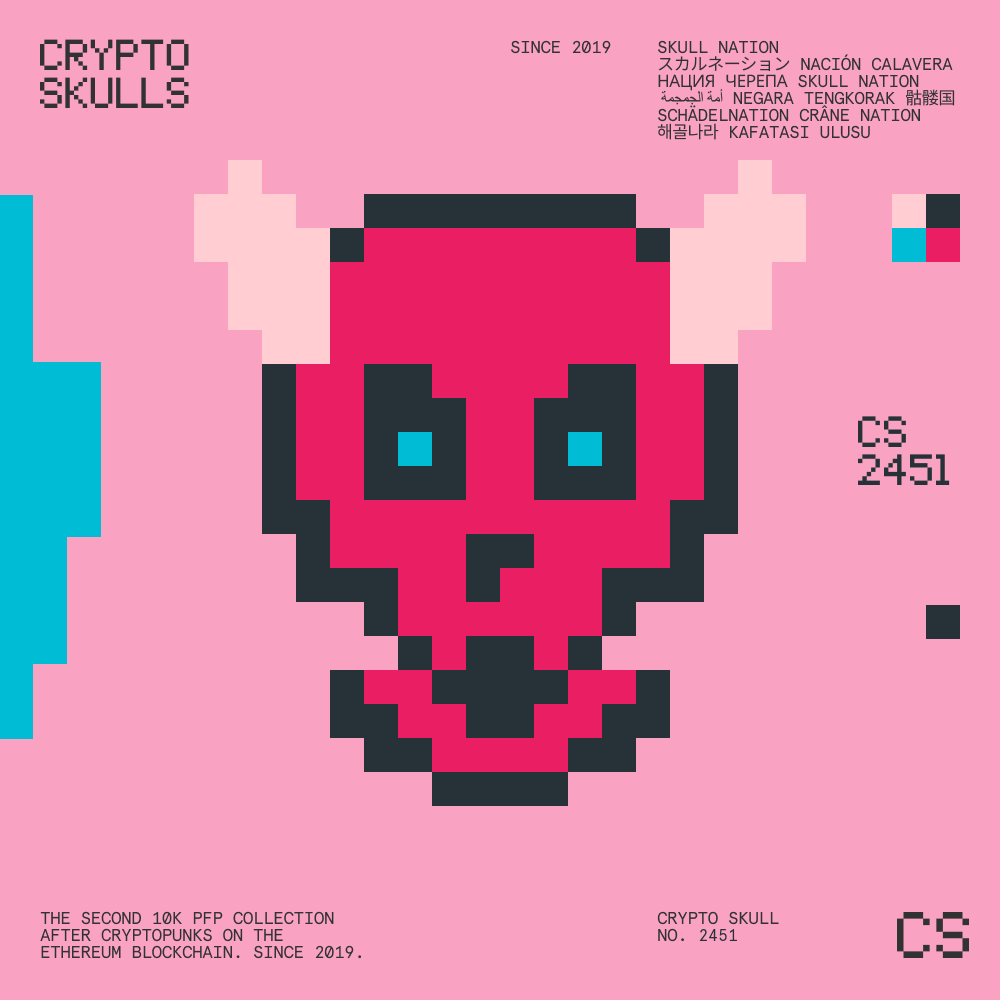 CRYPTO
SKULLS
SINCE 2019
SKULL NATION
スカルネーション NACIÓN CALAVERA
НАЦИЯ ЧЕРЕПА SKULL NATION
أمة الجمجمة NEGARA TENGKORAK 骷髅国
SCHÄDELNATION CRÂNE NATION
해골나라 KAFATASI ULUSU
CS
2451
THE SECOND 10K PFP COLLECTION
AFTER CRYPTOPUNKS ON THE
ETHEREUM BLOCKCHAIN. SINCE 2019.
CRYPTO SKULL
NO. 2451
CS